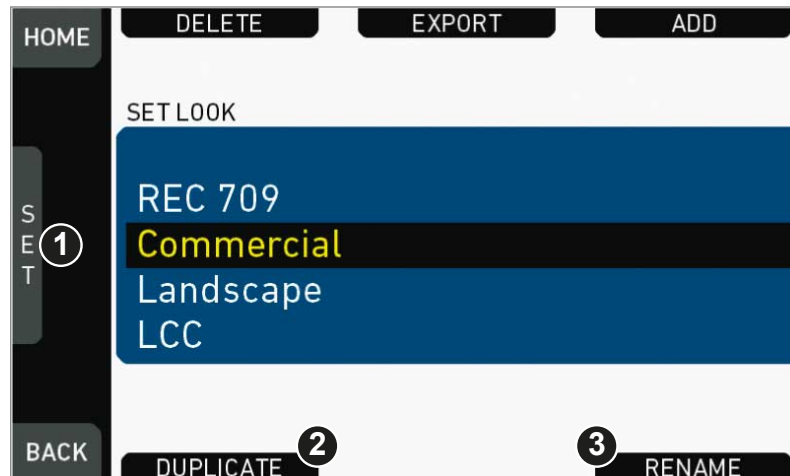 HOME
DELETE
EXPORT
ADD
SET LOOK
REC 709
Commercial
Landscape
LCC
S
E
T
1
BACK
2
3
DUPLICATE
RENAME